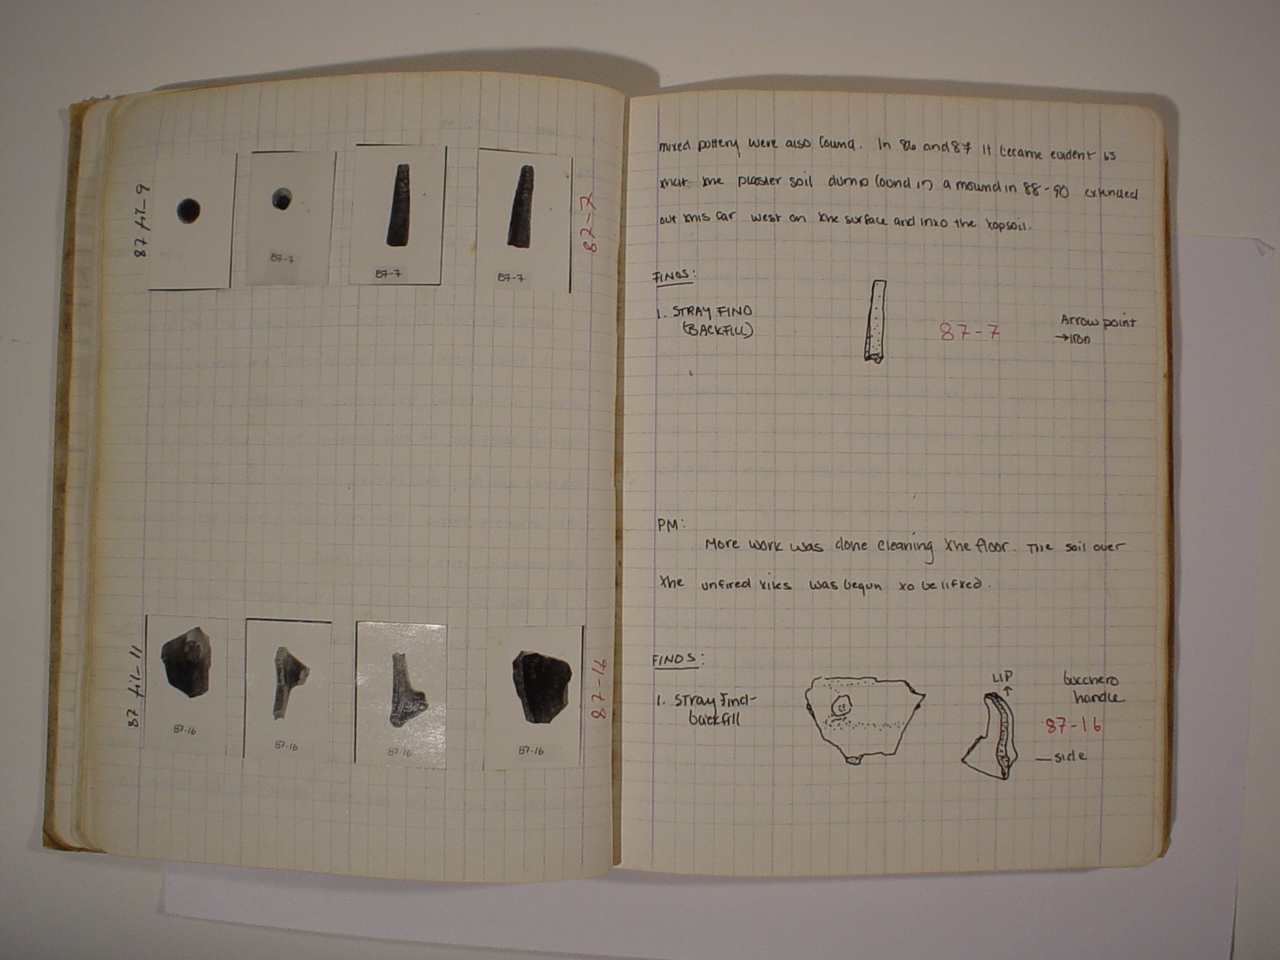 87 fil-9
87-7
87-7
87-7
87-7
87 fil-11
87-16
87-16
87-16
87-16
87-16
mixed pottery were also found. In 86 and 87 it became evident 65
that the plaster soil dump found in a mound in 88-90 extended
out this far west on the surface and into the topsoil.
FINDS:
1. STRAY FIND
(BACKFILL)
87-7
Arrow point
→iron
PM:
More work was done cleaning the floor. The soil over
the unfired tiles was begun to be lifted.
FINDS:
1. Stray Find-
backfill
LIP
↑
bucchero
handle
87-16
—side